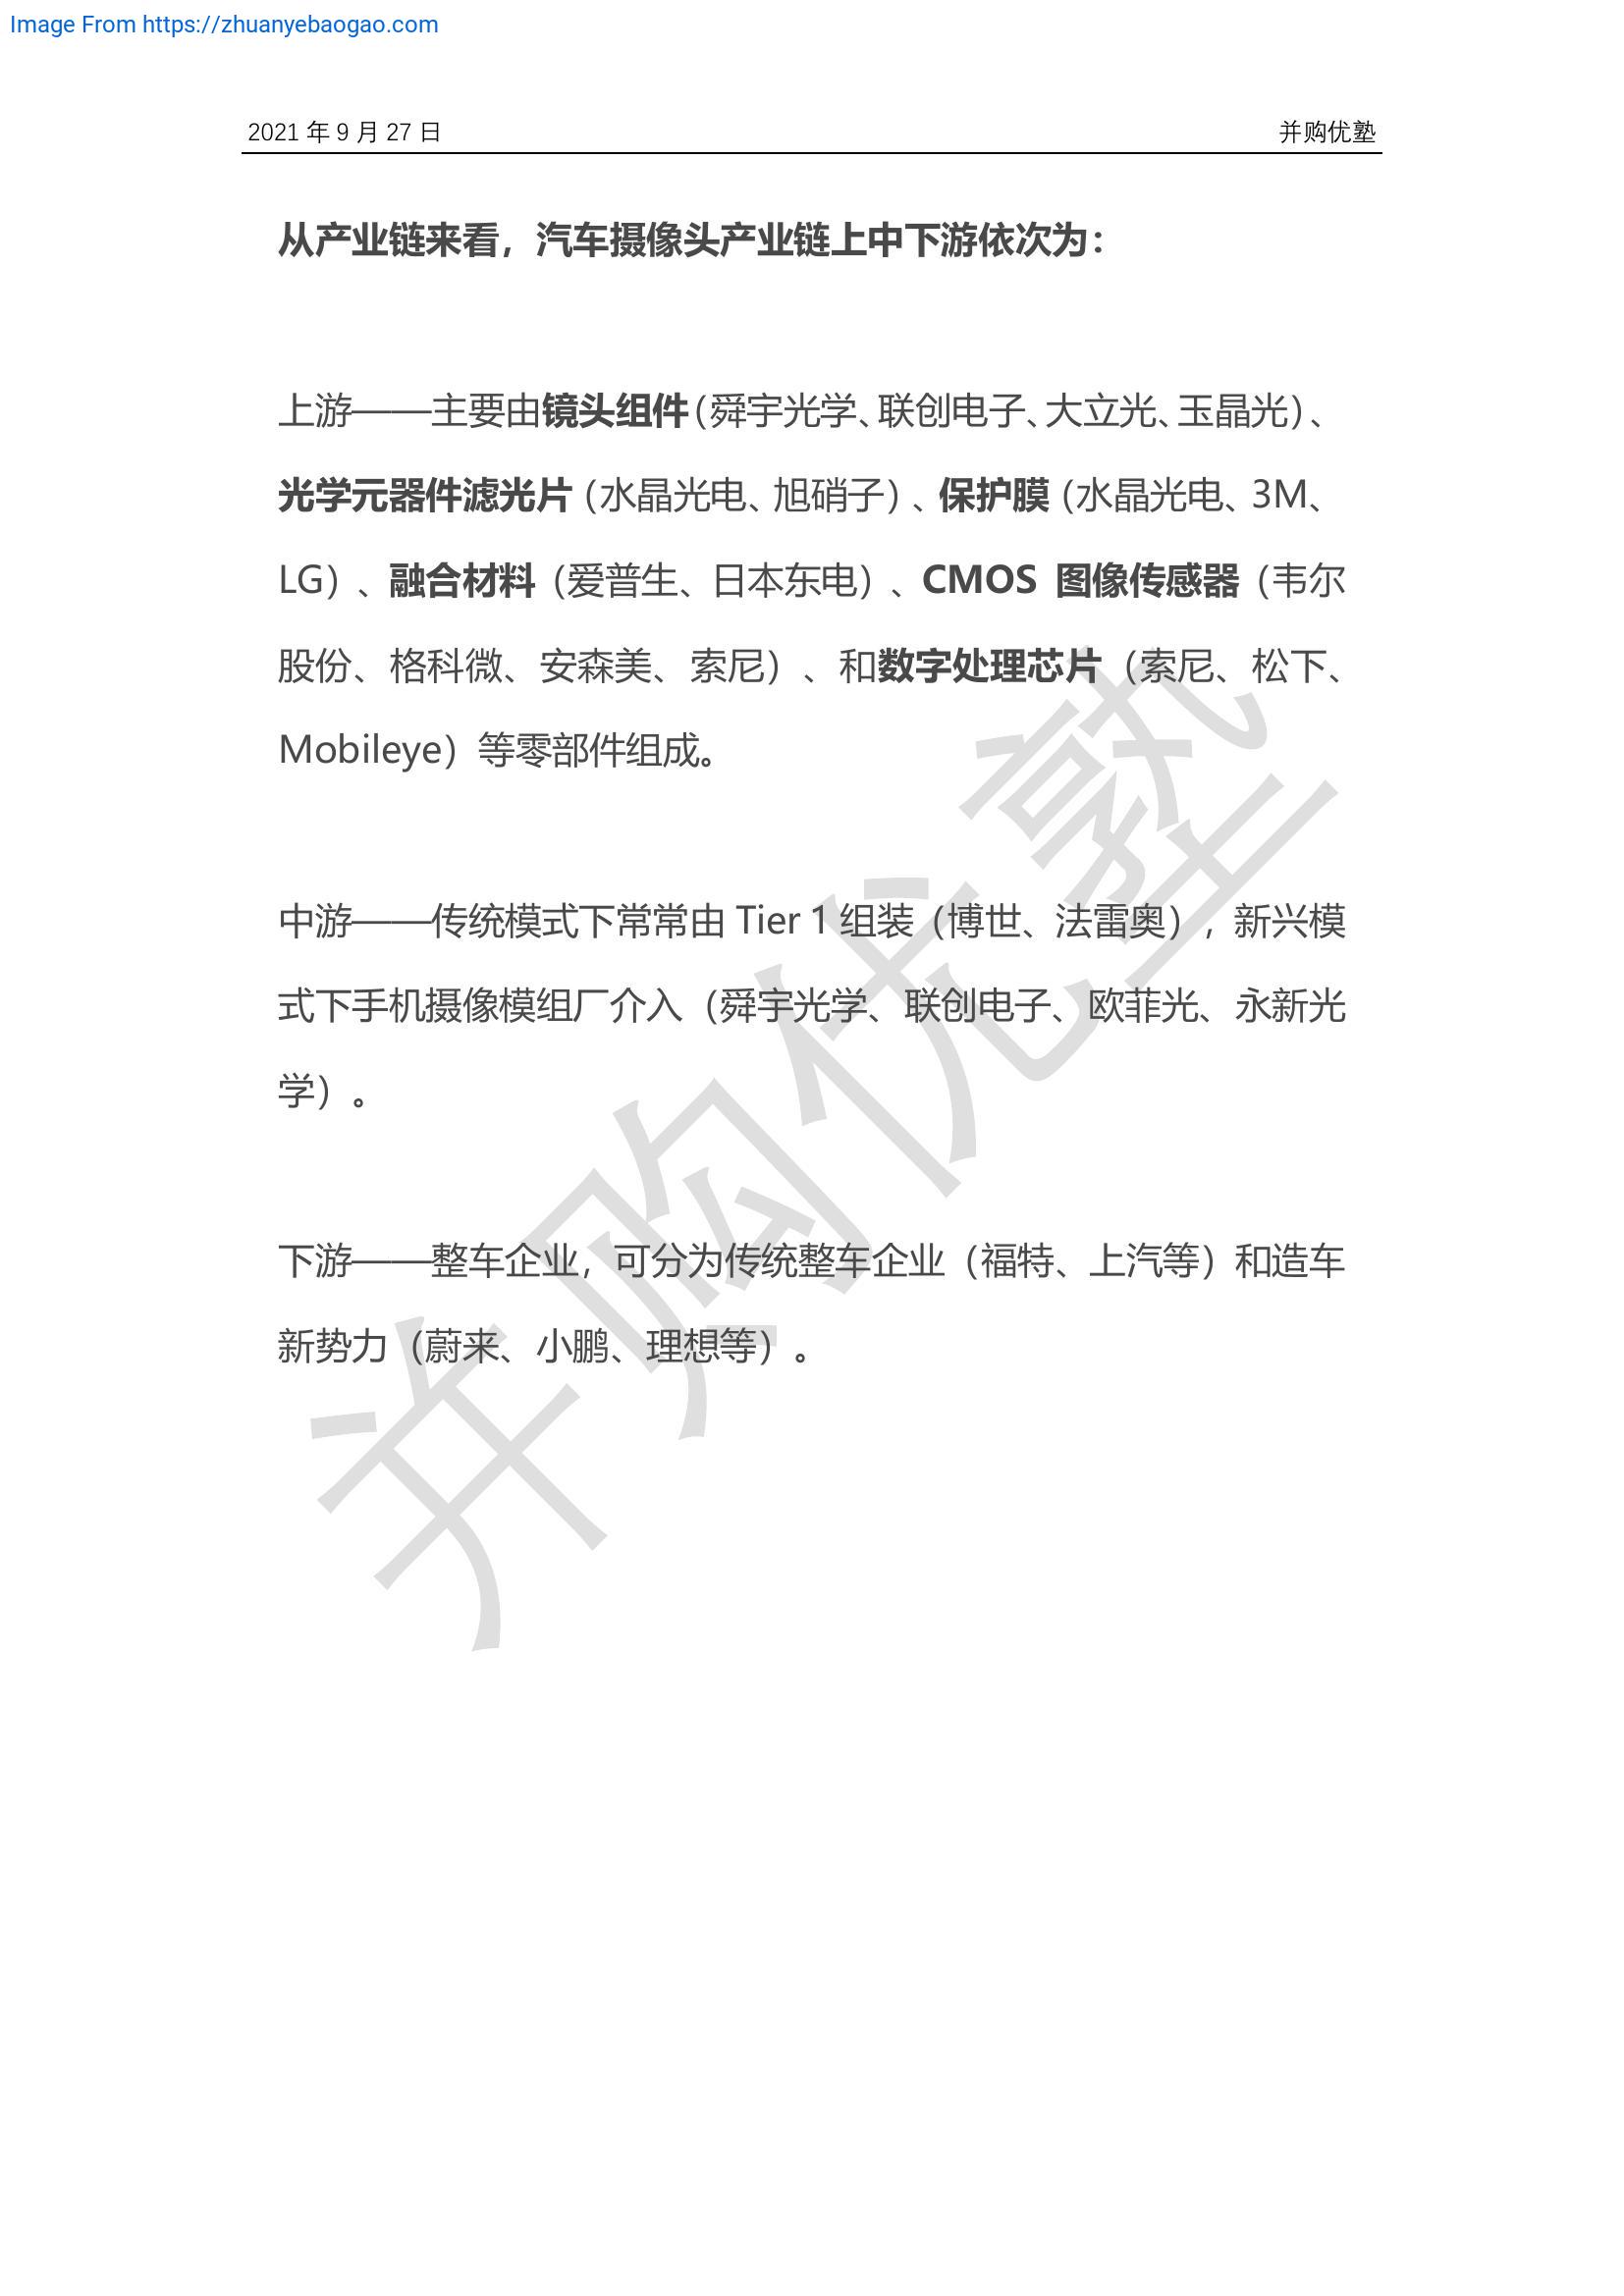 Image From https://zhuanyebaogao.com
2021 年 9 月 27 日 并购优塾
从产业链来看，汽车摄像头产业链上中下游依次为：
上游——主要由镜头组件（舜宇光学、联创电子、大立光、玉晶光）、
光学元器件滤光片（水晶光电、旭硝子）、保护膜（水晶光电、3M、
LG）、融合材料（爱普生、日本东电）、CMOS 图像传感器（韦尔
股份、格科微、安森美、索尼）、和数字处理芯片（索尼、松下、
Mobileye）等零部件组成。
中游——传统模式下常常由 Tier 1 组装（博世、法雷奥），新兴模
式下手机摄像模组厂介入（舜宇光学、联创电子、欧菲光、永新光
学）。
下游——整车企业，可分为传统整车企业（福特、上汽等）和造车
新势力（蔚来、小鹏、理想等）。
并购优塾